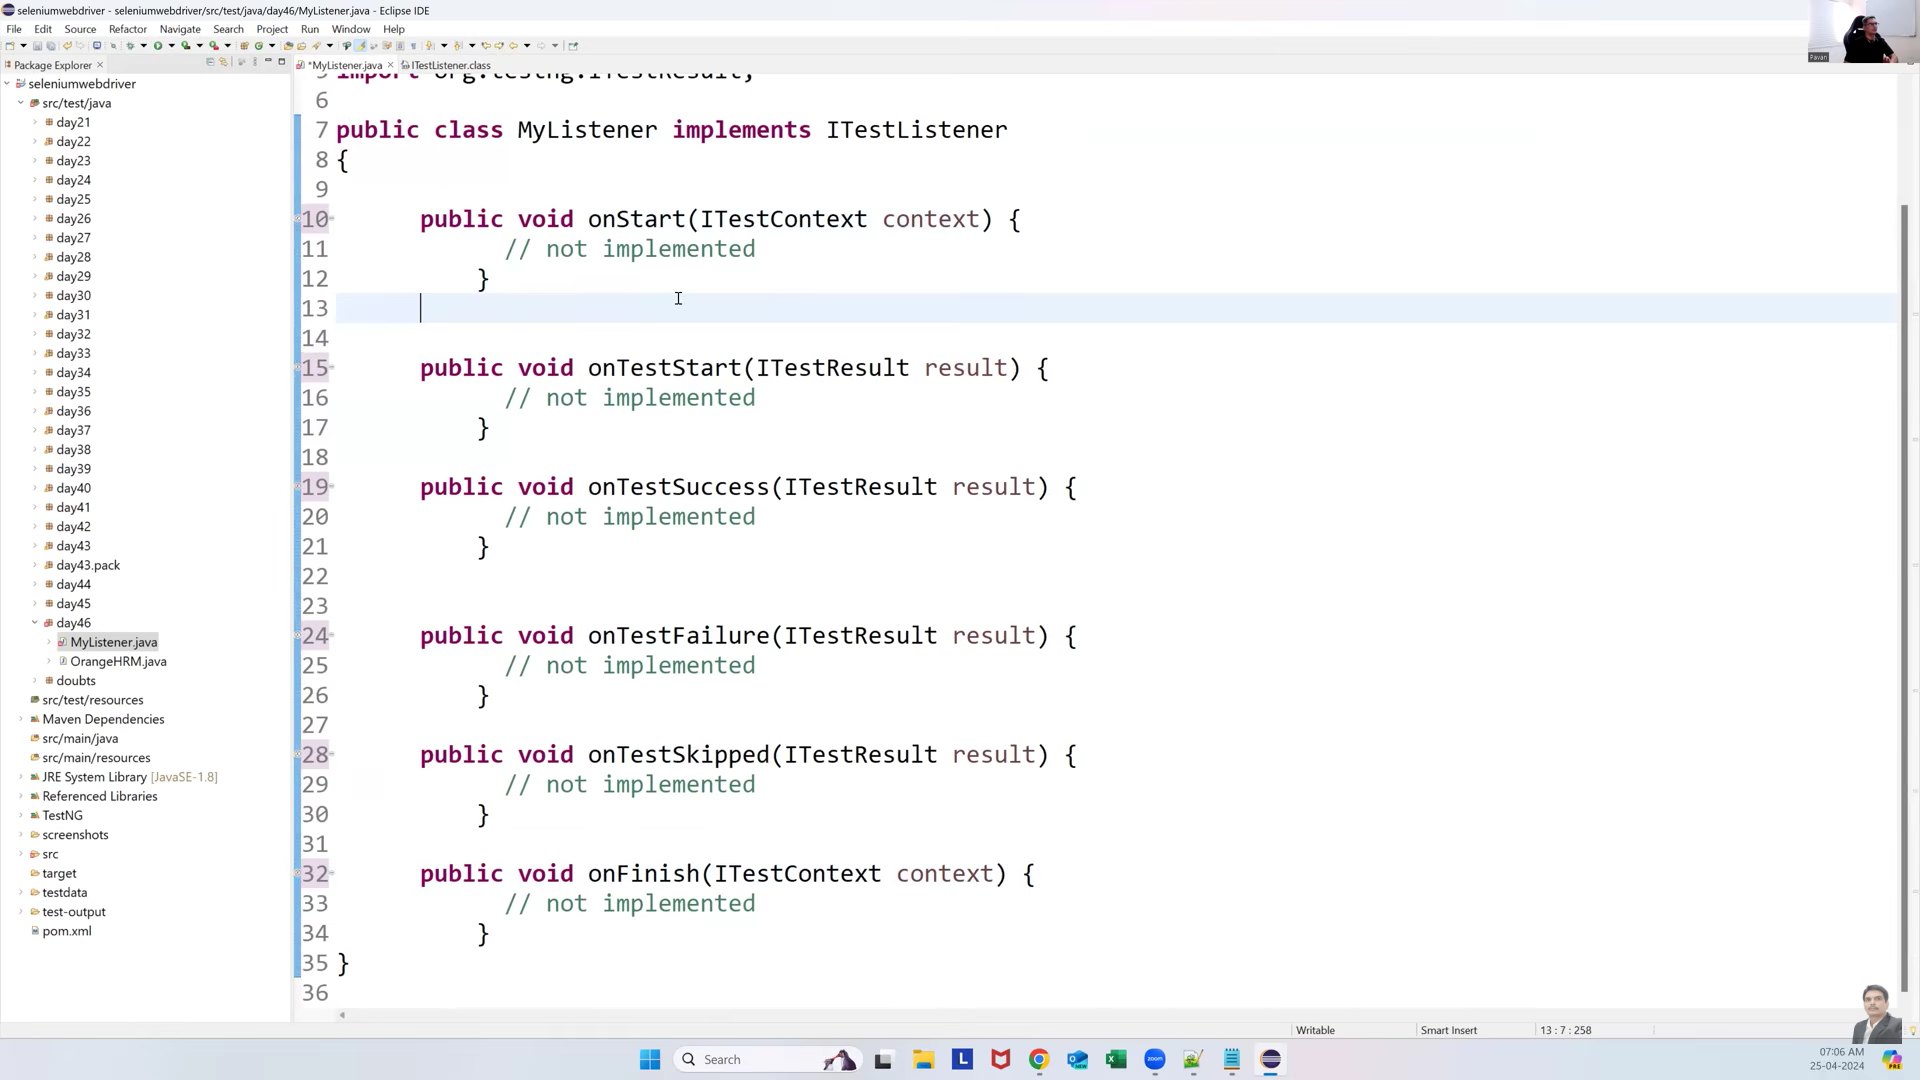 seleniumwebdriver - seleniumwebdriver/src/test/java/day46/MyListener.java - Eclipse IDE
File Edit Source Refactor Navigate Search Project Run Window Help
Package Explorer
*MyListener.java
ITestListener.class
seleniumwebdriver
src/test/java
day21
day22
day23
day24
day25
day26
day27
day28
day29
day30
day31
day32
day33
day34
day35
day36
day37
day38
day39
day40
day41
day42
day43
day43.pack
day44
day45
day46
MyListener.java
OrangeHRM.java
doubts
src/test/resources
Maven Dependencies
src/main/java
src/main/resources
JRE System Library [JavaSE-1.8]
Referenced Libraries
TestNG
screenshots
src
target
testdata
test-output
pom.xml
5 import org.testng.ITestResult;
6
7 public class MyListener implements ITestListener
8 {
9
10 public void onStart(ITestContext context) {
11 // not implemented
12 }
13
14
15 public void onTestStart(ITestResult result) {
16 // not implemented
17 }
18
19 public void onTestSuccess(ITestResult result) {
20 // not implemented
21 }
22
23
24 public void onTestFailure(ITestResult result) {
25 // not implemented
26 }
27
28 public void onTestSkipped(ITestResult result) {
29 // not implemented
30 }
31
32 public void onFinish(ITestContext context) {
33 // not implemented
34 }
35 }
36
Pavan
Writable Smart Insert 13 : 7 : 258
Search
07:06 AM
25-04-2024